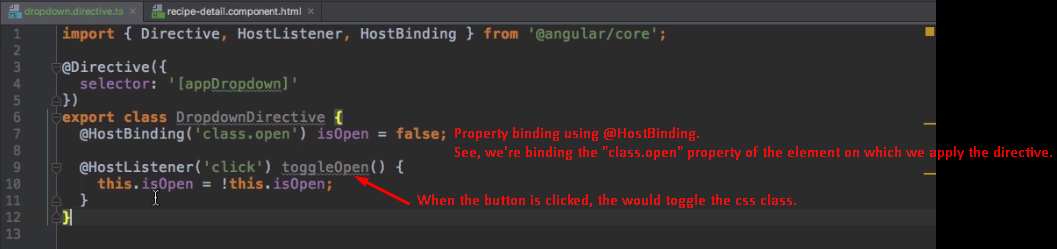 dropdown.directive.ts × recipe-detail.component.html ×
1 import { Directive, HostListener, HostBinding } from '@angular/core';
2
3 @Directive({
4 selector: '[appDropdown]'
5 })
6 export class DropdownDirective {
7 @HostBinding('class.open') isOpen = false; Property binding using @HostBinding.
8 See, we're binding the "class.open" property of the element on which we apply the directive.
9 @HostListener('click') toggleOpen() {
10 this.isOpen = !this.isOpen;
11 } When the button is clicked, the would toggle the css class.
12 }
13